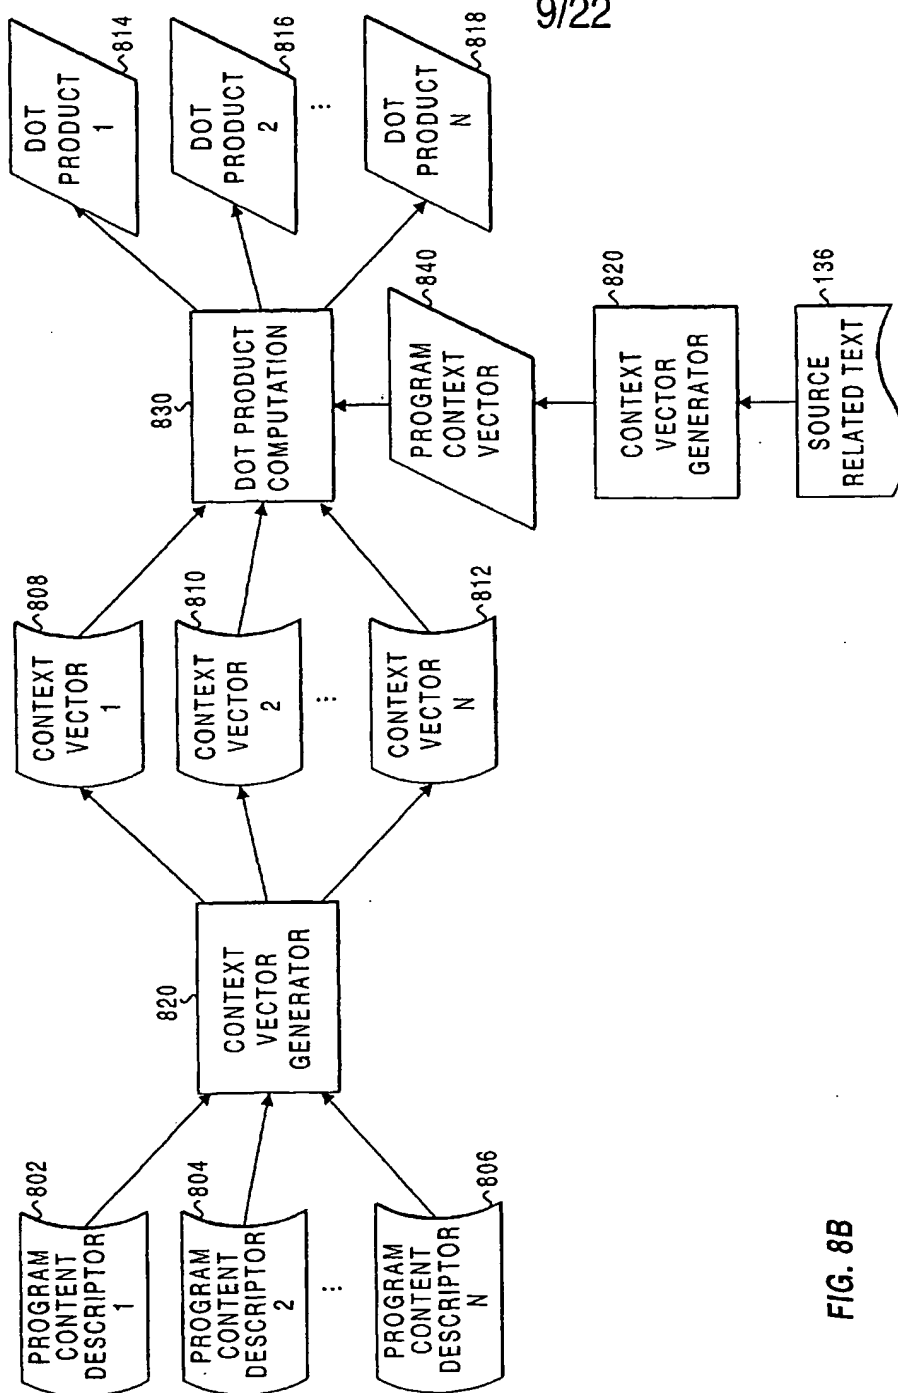 9/22
802
PROGRAM
CONTENT
DESCRIPTOR
1
804
PROGRAM
CONTENT
DESCRIPTOR
2
...
806
PROGRAM
CONTENT
DESCRIPTOR
N
820
CONTEXT
VECTOR
GENERATOR
808
CONTEXT
VECTOR
1
810
CONTEXT
VECTOR
2
...
812
CONTEXT
VECTOR
N
830
DOT PRODUCT
COMPUTATION
814
DOT
PRODUCT
1
816
DOT
PRODUCT
2
...
818
DOT
PRODUCT
N
840
PROGRAM
CONTEXT
VECTOR
820
CONTEXT
VECTOR
GENERATOR
136
SOURCE
RELATED TEXT
FIG. 8B